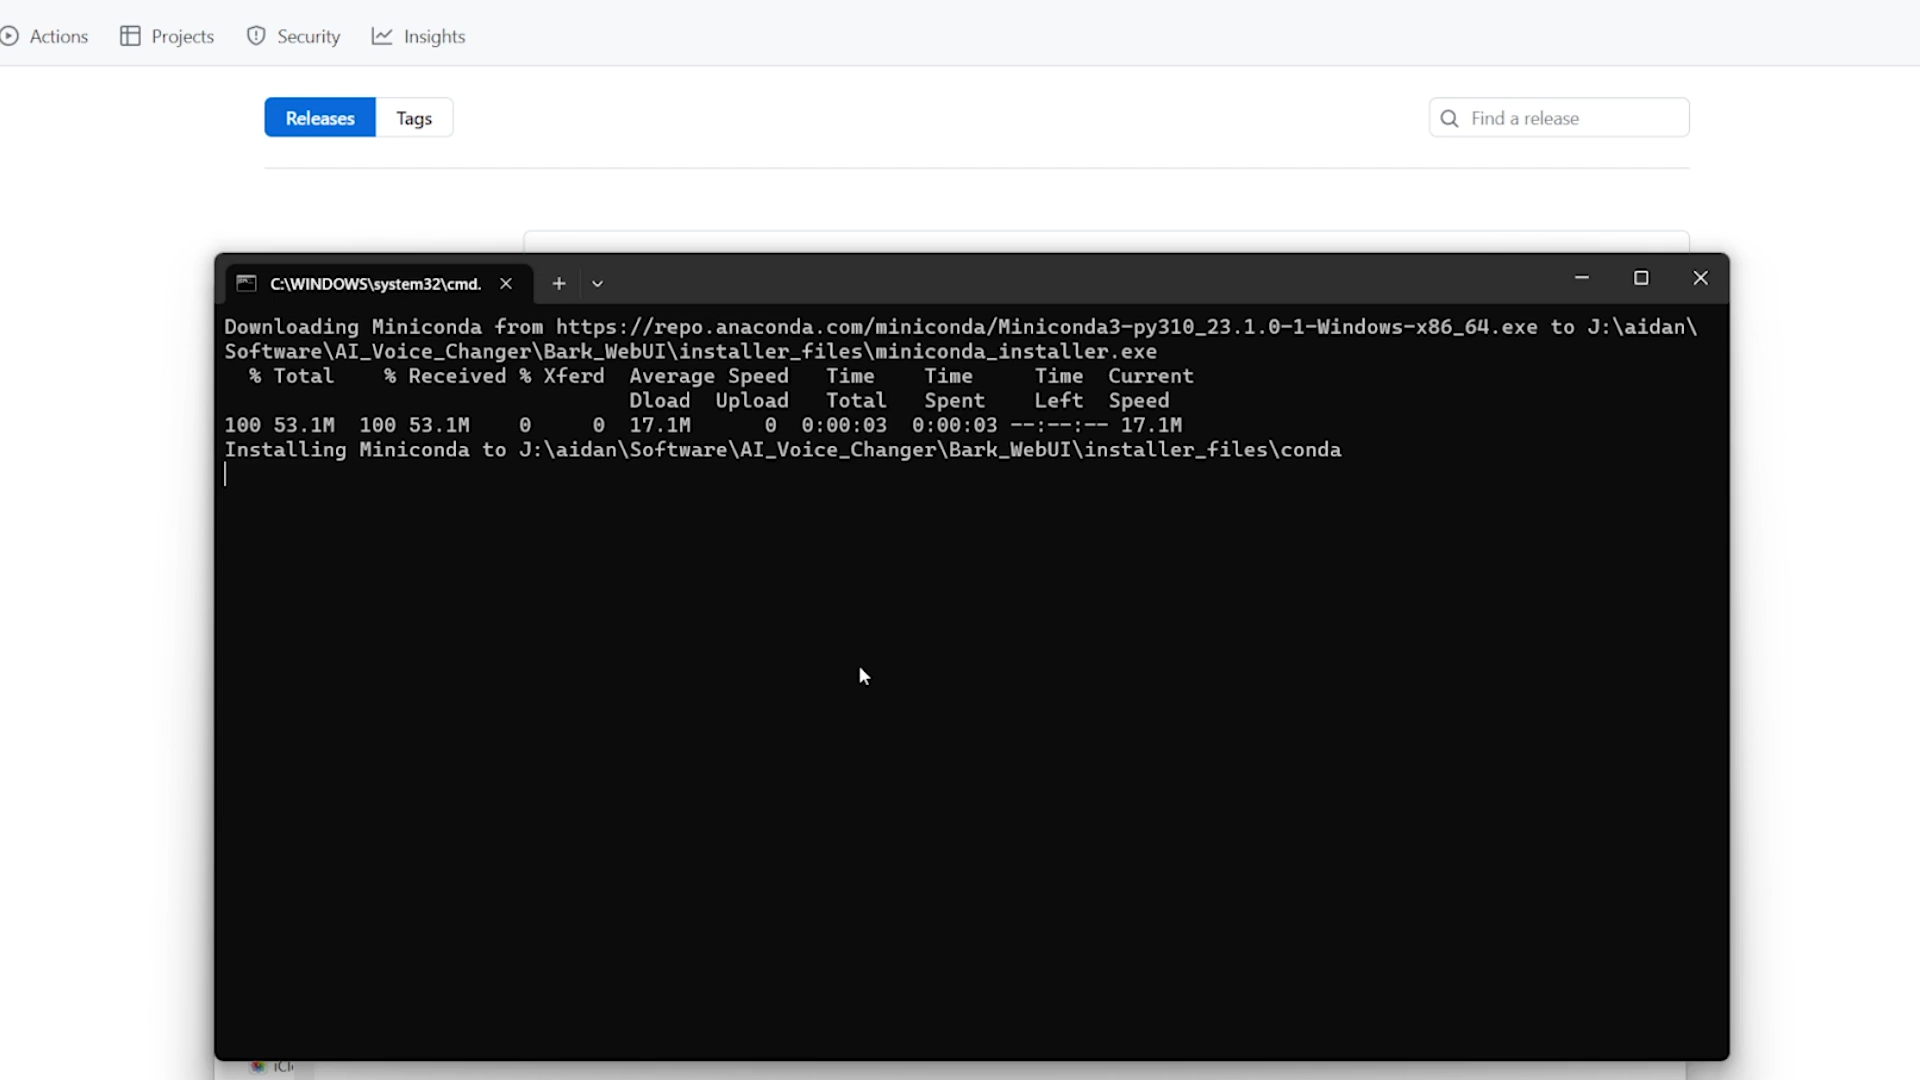 Actions Projects Security Insights
Releases Tags Find a release
C:\WINDOWS\system32\cmd.
Downloading Miniconda from https://repo.anaconda.com/miniconda/Miniconda3-py310_23.1.0-1-Windows-x86_64.exe to J:\aidan\
Software\AI_Voice_Changer\Bark_WebUI\installer_files\miniconda_installer.exe
% Total % Received % Xferd Average Speed Time Time Time Current
Dload Upload Total Spent Left Speed
100 53.1M 100 53.1M 0 0 17.1M 0 0:00:03 0:00:03 --:--:-- 17.1M
Installing Miniconda to J:\aidan\Software\AI_Voice_Changer\Bark_WebUI\installer_files\conda